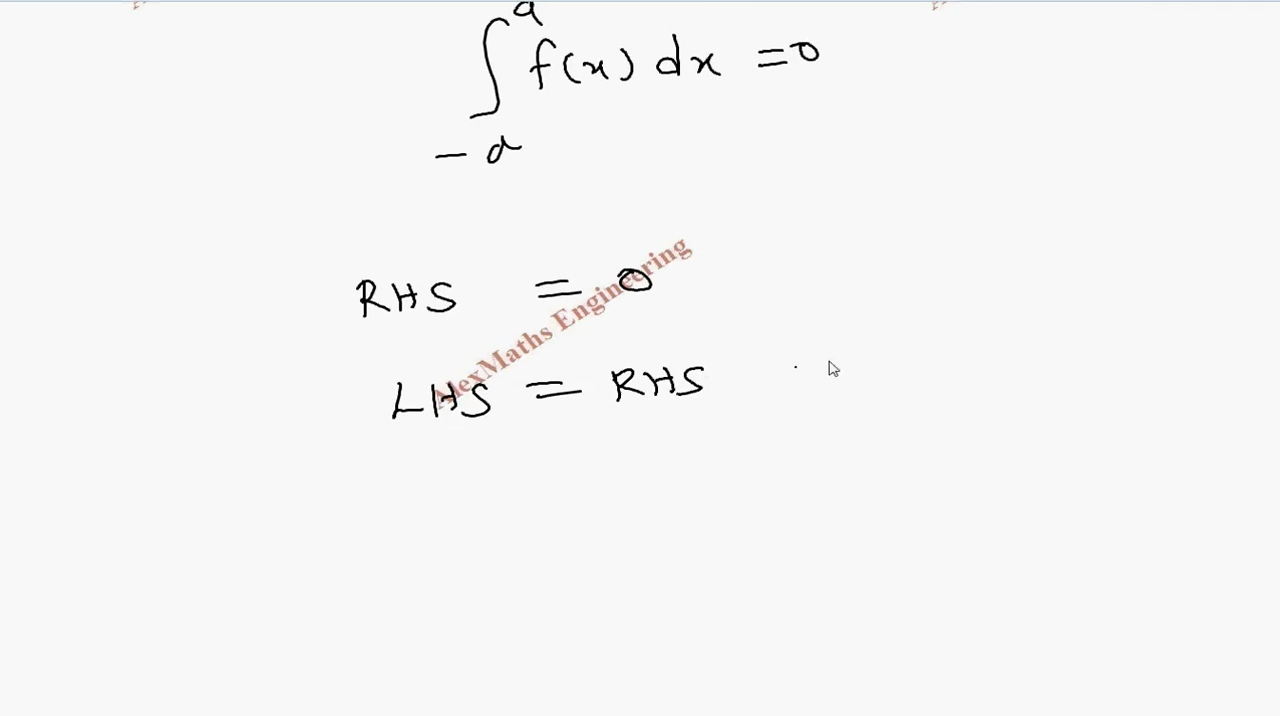 ∫_{-a}^{a} f(x) dx = 0
RHS = 0
AlexMaths Engineering
LHS = RHS